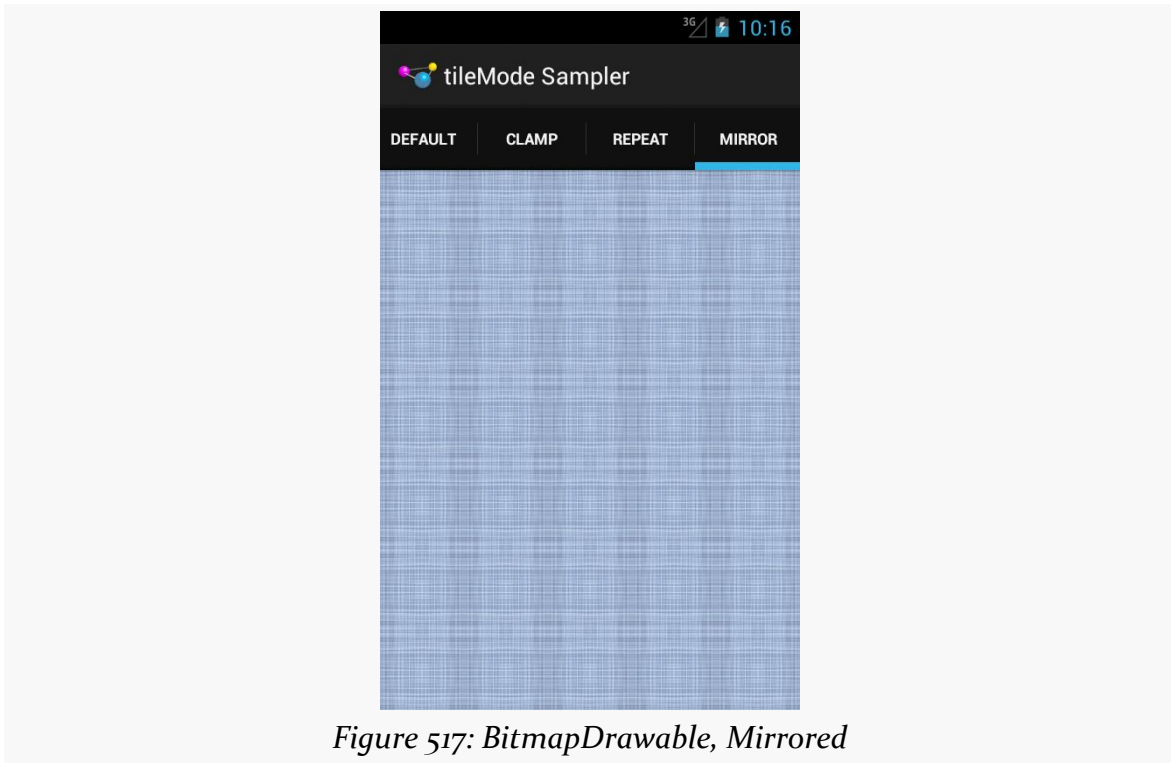 3G 10:16
tileMode Sampler
DEFAULT CLAMP REPEAT MIRROR
Figure 517: BitmapDrawable, Mirrored